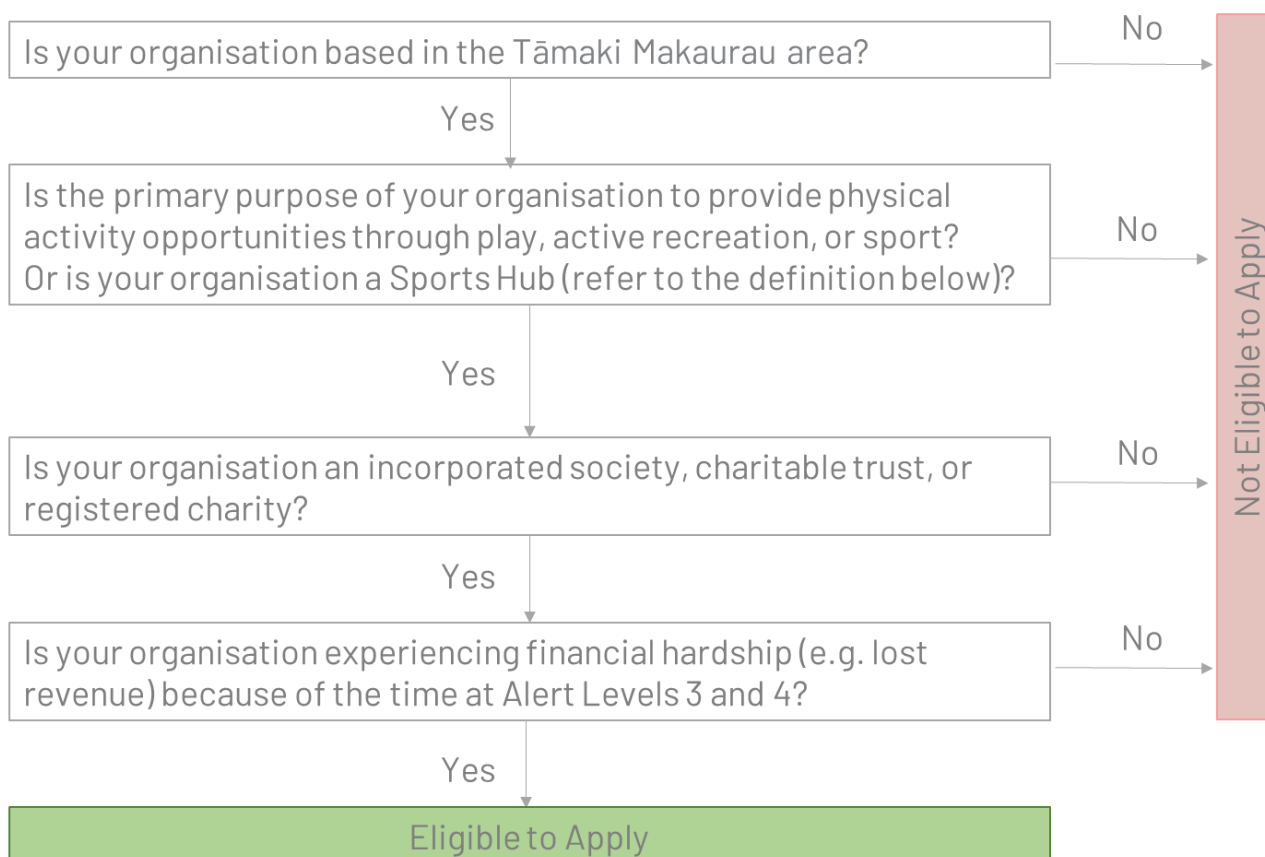 Is your organisation based in the Tāmaki Makaurau area?
No
Yes
Is the primary purpose of your organisation to provide physical
activity opportunities through play, active recreation, or sport?
Or is your organisation a Sports Hub (refer to the definition below)?
No
Yes
Is your organisation an incorporated society, charitable trust, or
registered charity?
No
Yes
Is your organisation experiencing financial hardship (e.g. lost
revenue) because of the time at Alert Levels 3 and 4?
No
Yes
Eligible to Apply
Not Eligible to Apply